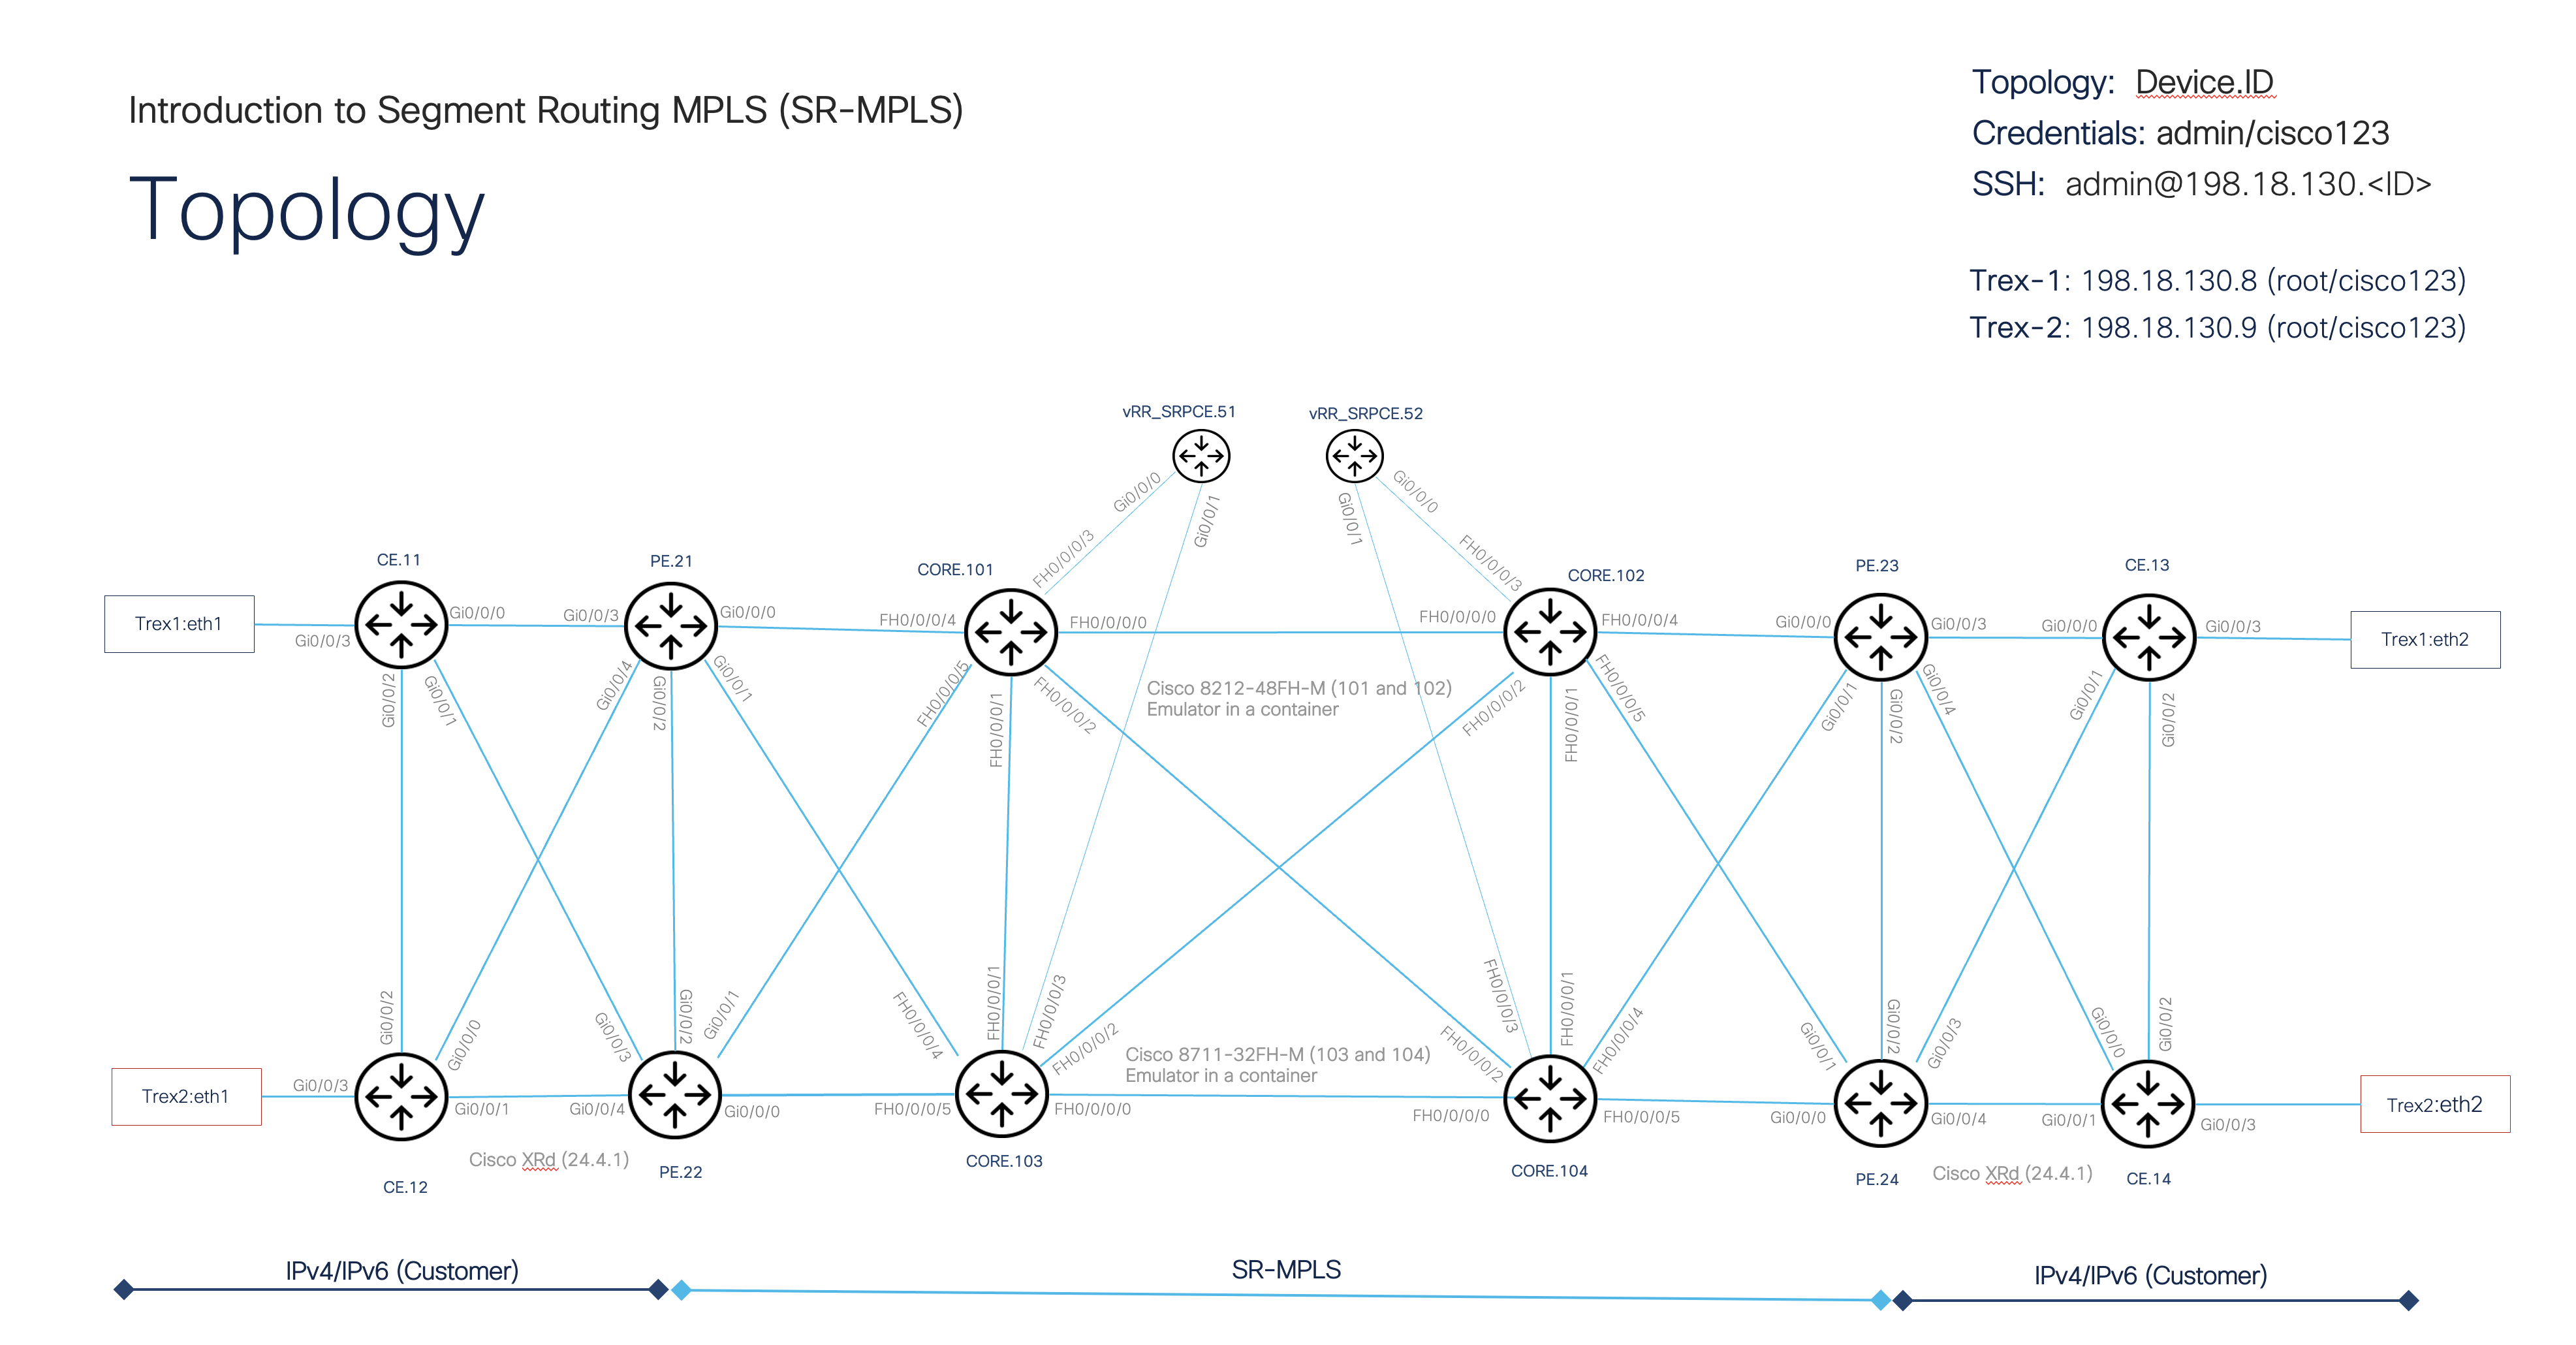 Introduction to Segment Routing MPLS (SR-MPLS)
Topology
Topology: Device.ID
Credentials: admin/cisco123
SSH: admin@198.18.130.<ID>
Trex-1: 198.18.130.8 (root/cisco123)
Trex-2: 198.18.130.9 (root/cisco123)
vRR_SRPCE.51
vRR_SRPCE.52
Gi0/0/0
Gi0/0/1
Gi0/0/1
Gi0/0/0
FH0/0/0/3
FH0/0/0/3
CE.11
PE.21
CORE.101
CORE.102
PE.23
CE.13
Trex1:eth1
Gi0/0/3
Gi0/0/0
Gi0/0/3
Gi0/0/0
FH0/0/0/4
FH0/0/0/0
FH0/0/0/0
FH0/0/0/4
Gi0/0/0
Gi0/0/3
Gi0/0/0
Gi0/0/3
Trex1:eth2
Gi0/0/2
Gi0/0/1
Gi0/0/4
Gi0/0/2
Gi0/0/1
FH0/0/0/5
FH0/0/0/1
FH0/0/0/2
Cisco 8212-48FH-M (101 and 102)
Emulator in a container
FH0/0/0/2
FH0/0/0/1
FH0/0/0/5
Gi0/0/1
Gi0/0/2
Gi0/0/4
Gi0/0/1
Gi0/0/2
Gi0/0/2
Gi0/0/0
Gi0/0/3
Gi0/0/2
Gi0/0/1
FH0/0/0/4
FH0/0/0/1
FH0/0/0/3
FH0/0/0/2
Cisco 8711-32FH-M (103 and 104)
Emulator in a container
FH0/0/0/2
FH0/0/0/3
FH0/0/0/1
FH0/0/0/4
Gi0/0/1
Gi0/0/2
Gi0/0/3
Gi0/0/0
Gi0/0/2
Trex2:eth1
Gi0/0/3
Gi0/0/1
Gi0/0/4
Gi0/0/0
FH0/0/0/5
FH0/0/0/0
FH0/0/0/0
FH0/0/0/5
Gi0/0/0
Gi0/0/4
Gi0/0/1
Gi0/0/3
Trex2:eth2
CE.12
Cisco XRd (24.4.1)
PE.22
CORE.103
CORE.104
PE.24
Cisco XRd (24.4.1)
CE.14
IPv4/IPv6 (Customer)
SR-MPLS
IPv4/IPv6 (Customer)